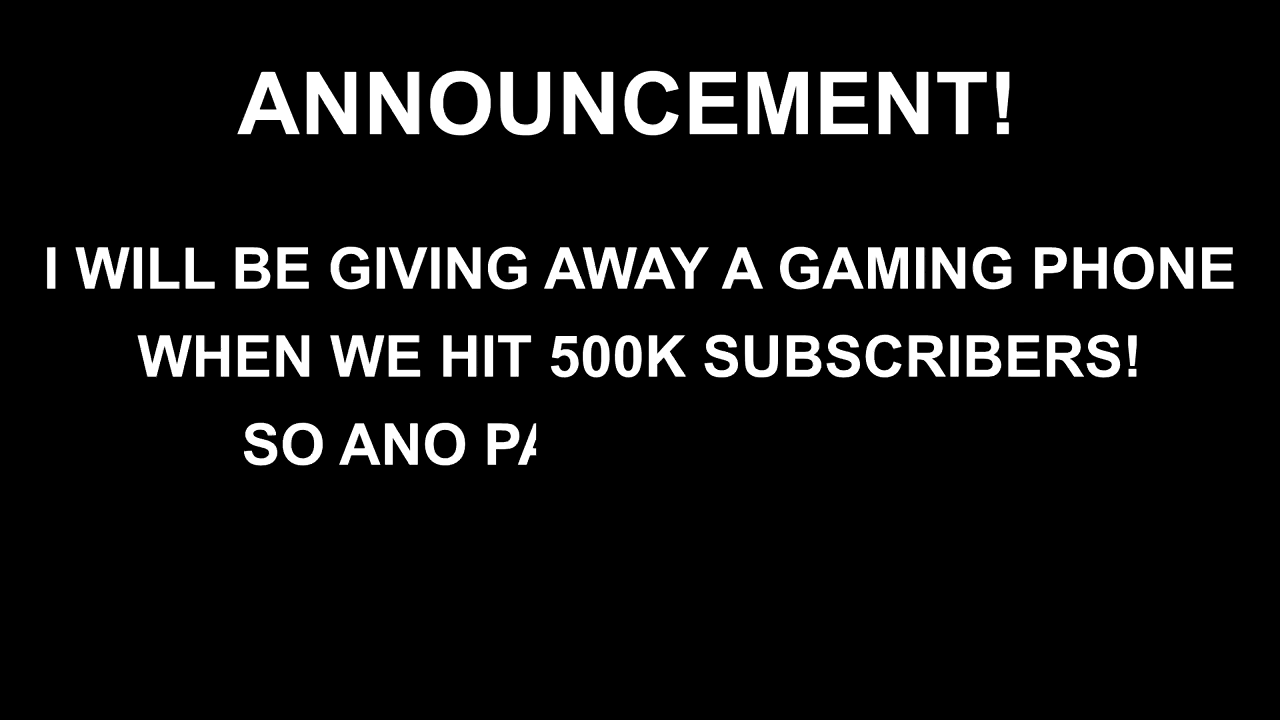 ANNOUNCEMENT!
I WILL BE GIVING AWAY A GAMING PHONE
WHEN WE HIT 500K SUBSCRIBERS!
SO ANO